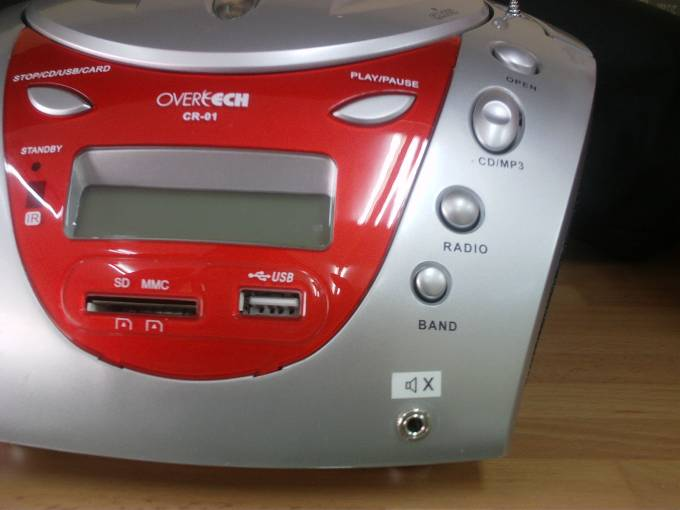 STOP/CD/USB/CARD
PLAY/PAUSE
OPEN
OVERTECH
CR-01
CD/MP3
STANDBY
IR
RADIO
SD MMC
USB
BAND
X